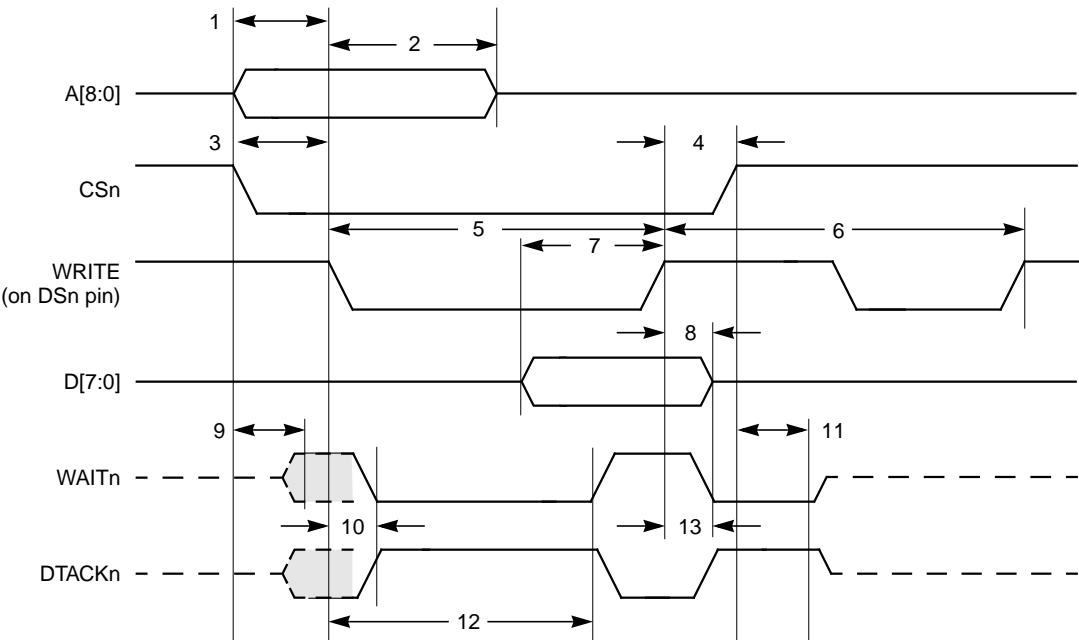 1
2
A[8:0]
3
4
CSn
5
6
7
WRITE
(on DSn pin)
8
D[7:0]
9
11
WAITn
10
13
DTACKn
12